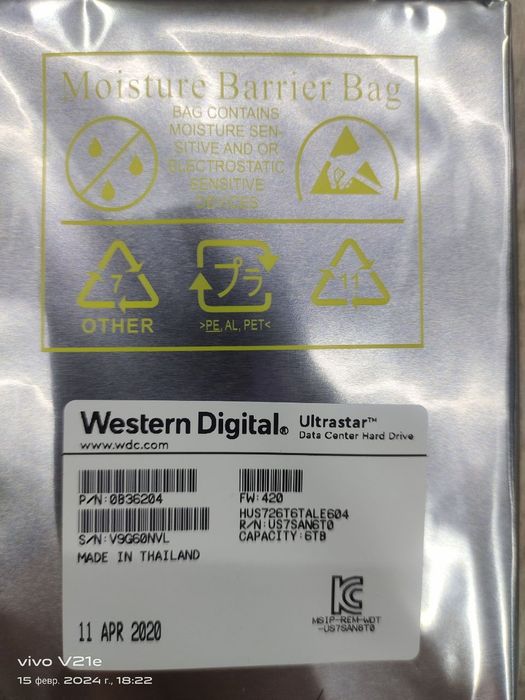 Moisture Barrier Bag
BAG CONTAINS
MOISTURE SEN-
SITIVE AND OR
ELECTROSTATIC
SENSITIVE
DEVICES
7
OTHER
プラ
>PE, AL, PET<
11
Western Digital®
www.wdc.com
Ultrastar™
Data Center Hard Drive
P/N:0B36204
S/N:V9G60NVL
MADE IN THAILAND
FW:420
HUS726T6TALE604
R/N:US7SAN6T0
CAPACITY:6TB
11 APR 2020
MSIP-REM-WDT
-US7SAN6T0
vivo V21e
15 февр. 2024 г., 18:22